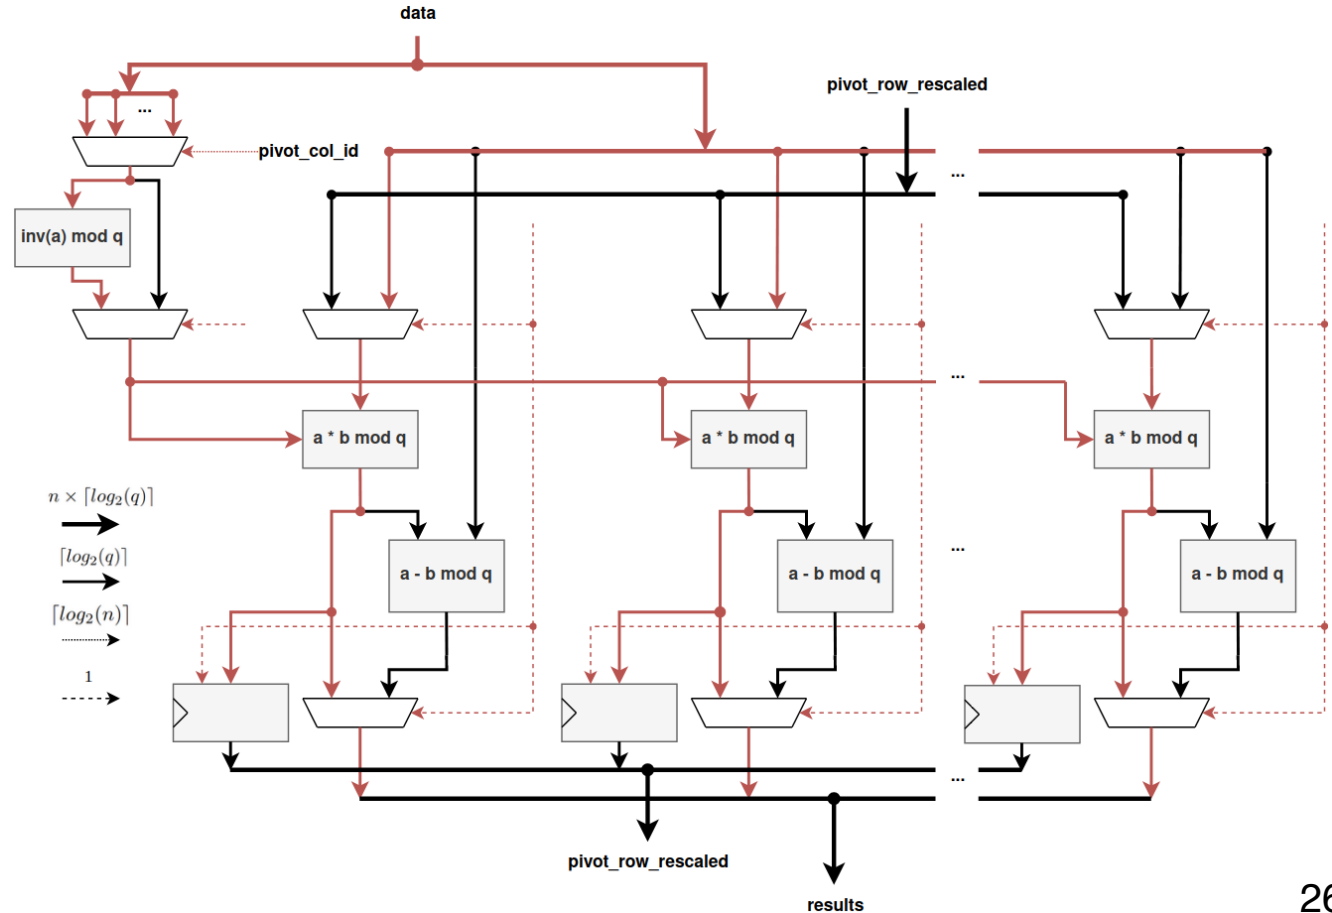 data
pivot_row_rescaled
...
pivot_col_id
...
inv(a) mod q
...
a * b mod q
a * b mod q
a * b mod q
n × ⌈log₂(q)⌉
⌈log₂(q)⌉
...
a - b mod q
a - b mod q
a - b mod q
⌈log₂(n)⌉
1
...
pivot_row_rescaled
results
26